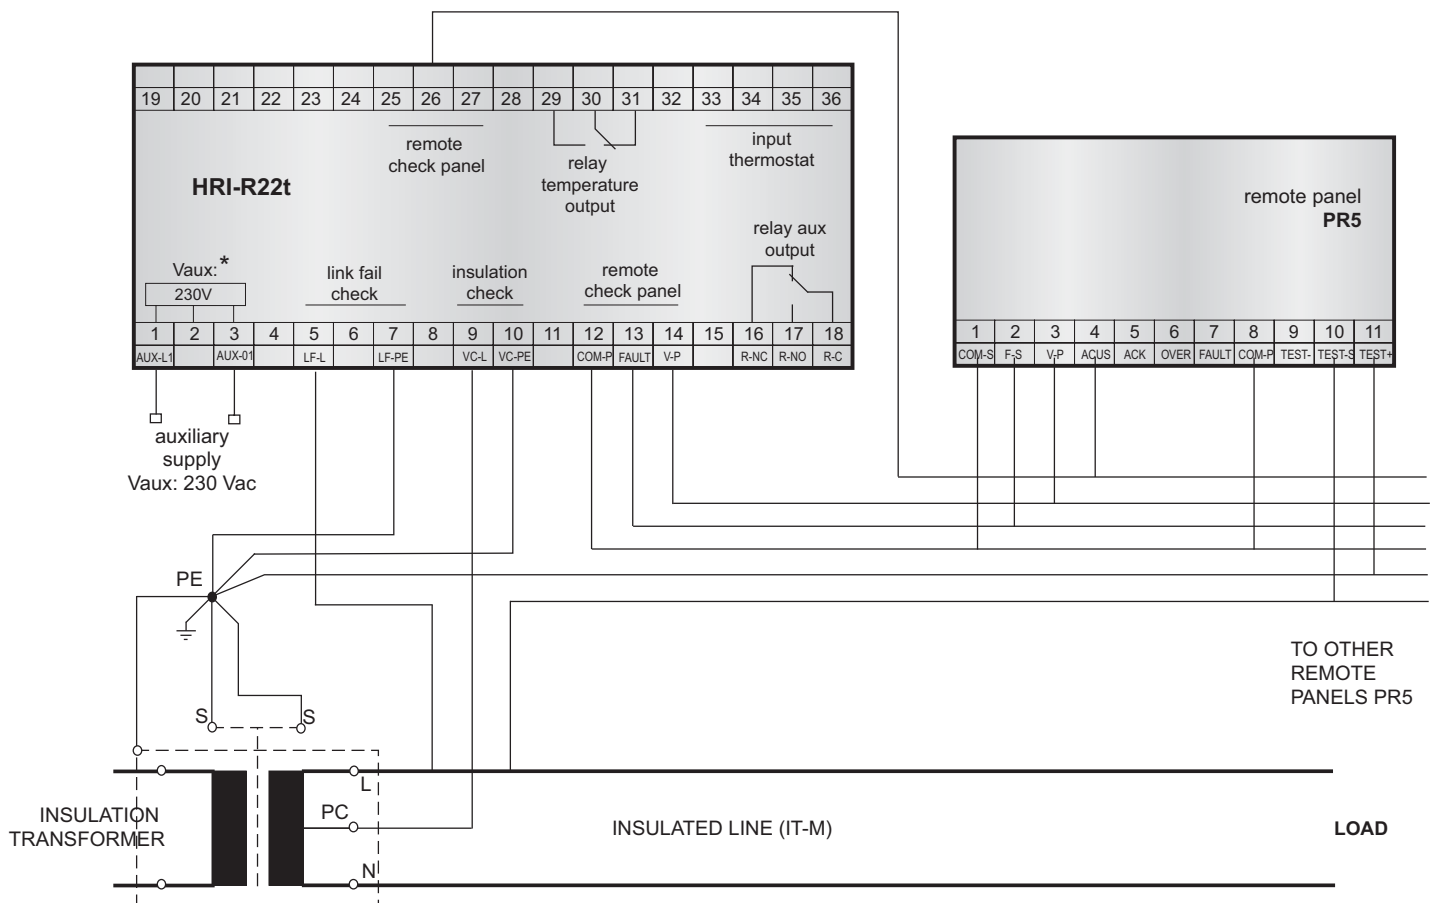 19 20 21 22 23 24 25 26 27 28 29 30 31 32 33 34 35 36
remote
check panel
relay
temperature
output
input
thermostat
HRI-R22t
relay aux
output
Vaux: *
230V
link fail
check
insulation
check
remote
check panel
1 2 3 4 5 6 7 8 9 10 11 12 13 14 15 16 17 18
AUX-L1 AUX-01 LF-L LF-PE VC-L VC-PE COM-P FAULT V-P R-NC R-NO R-C
auxiliary
supply
Vaux: 230 Vac
remote panel
PR5
1 2 3 4 5 6 7 8 9 10 11
COM-S F-S V-P ACUS ACK OVER FAULT COM-P TEST- TEST-S TEST+
PE
TO OTHER
REMOTE
PANELS PR5
S S
L
PC
N
INSULATION
TRANSFORMER
INSULATED LINE (IT-M)
LOAD